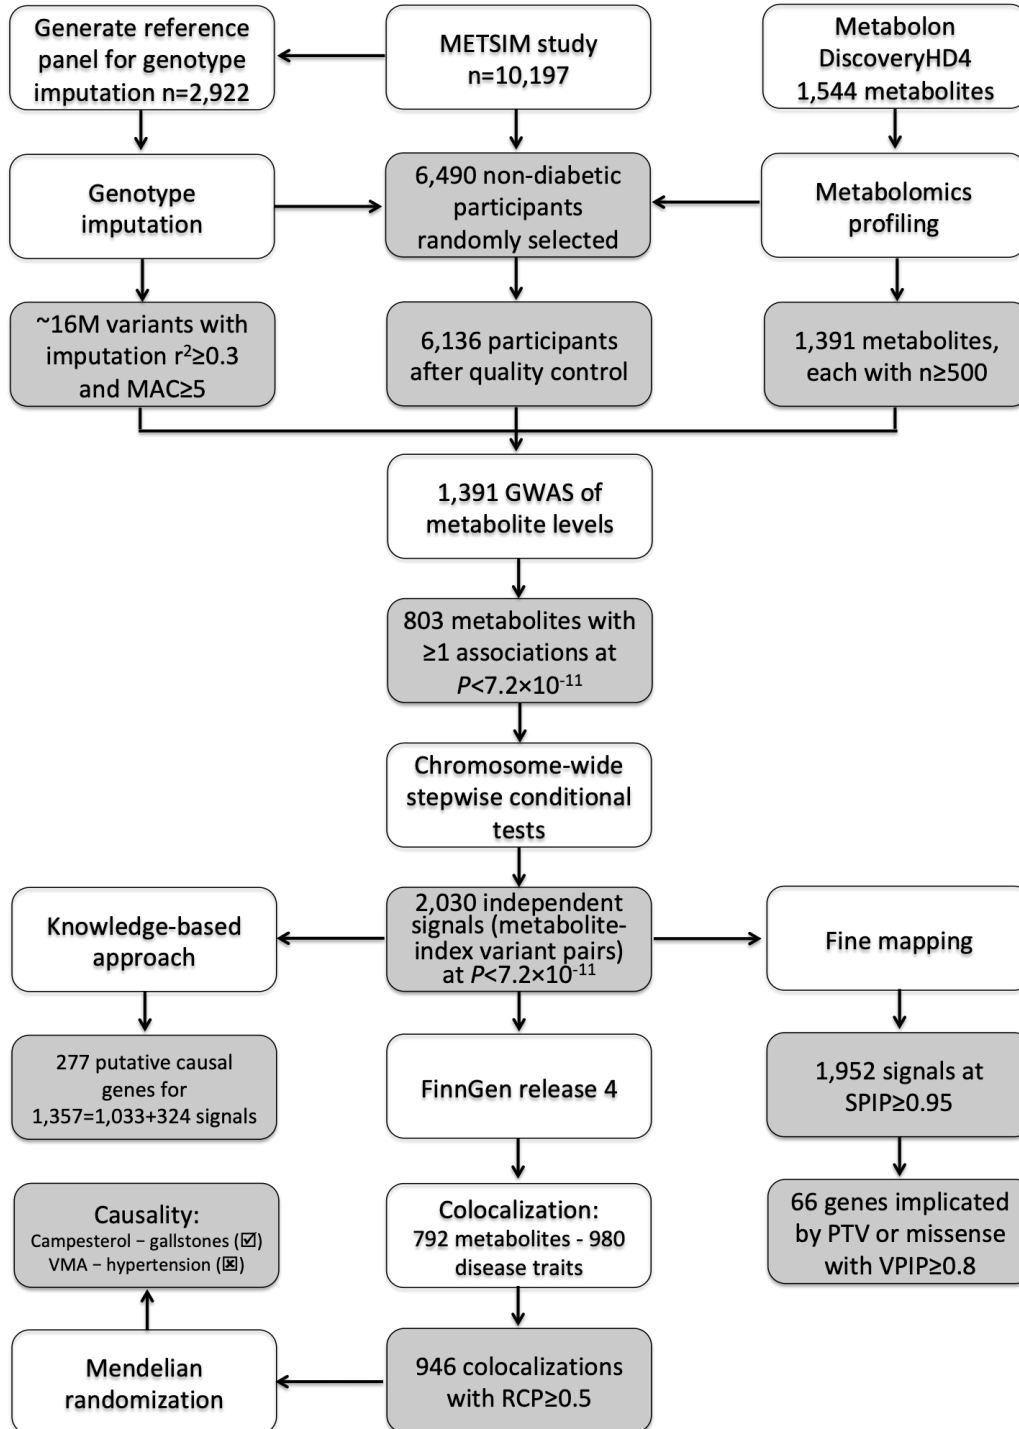 Generate reference
panel for genotype
imputation n=2,922
METSIM study
n=10,197
Metabolon
DiscoveryHD4
1,544 metabolites
Genotype
imputation
6,490 non-diabetic
participants
randomly selected
Metabolomics
profiling
~16M variants with
imputation r²≥0.3
and MAC≥5
6,136 participants
after quality control
1,391 metabolites,
each with n≥500
1,391 GWAS of
metabolite levels
803 metabolites with
≥1 associations at
P<7.2×10⁻¹¹
Chromosome-wide
stepwise conditional
tests
Knowledge-based
approach
2,030 independent
signals (metabolite-
index variant pairs)
at P<7.2×10⁻¹¹
Fine mapping
277 putative causal
genes for
1,357=1,033+324 signals
FinnGen release 4
1,952 signals at
SPIP≥0.95
Causality:
Campesterol – gallstones (☑)
VMA – hypertension (☒)
Colocalization:
792 metabolites - 980
disease traits
66 genes implicated
by PTV or missense
with VPIP≥0.8
Mendelian
randomization
946 colocalizations
with RCP≥0.5